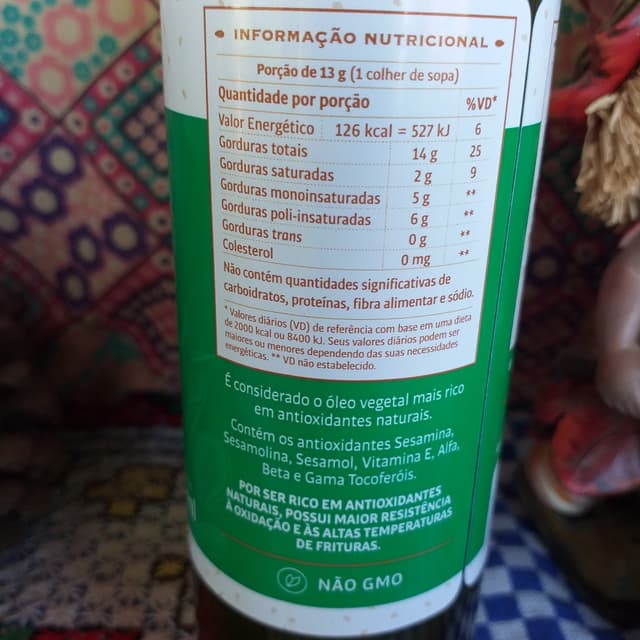 INFORMAÇÃO NUTRICIONAL
Porção de 13 g (1 colher de sopa)
Quantidade por porção %VD*
Valor Energético 126 kcal = 527 kJ 6
Gorduras totais 14 g 25
Gorduras saturadas 2 g 9
Gorduras monoinsaturadas 5 g **
Gorduras poli-insaturadas 6 g **
Gorduras trans 0 g **
Colesterol 0 mg **
Não contém quantidades significativas de
carboidratos, proteínas, fibra alimentar e sódio.
* Valores diários (VD) de referência com base em uma dieta
de 2000 kcal ou 8400 kJ. Seus valores diários podem ser
maiores ou menores dependendo das suas necessidades
energéticas. ** VD não estabelecido.
É considerado o óleo vegetal mais rico
em antioxidantes naturais.
Contém os antioxidantes Sesamina,
Sesamolina, Sesamol, Vitamina E, Alfa,
Beta e Gama Tocoferóis.
POR SER RICO EM ANTIOXIDANTES
NATURAIS, POSSUI MAIOR RESISTÊNCIA
À OXIDAÇÃO E ÀS ALTAS TEMPERATURAS
DE FRITURAS.
NÃO GMO